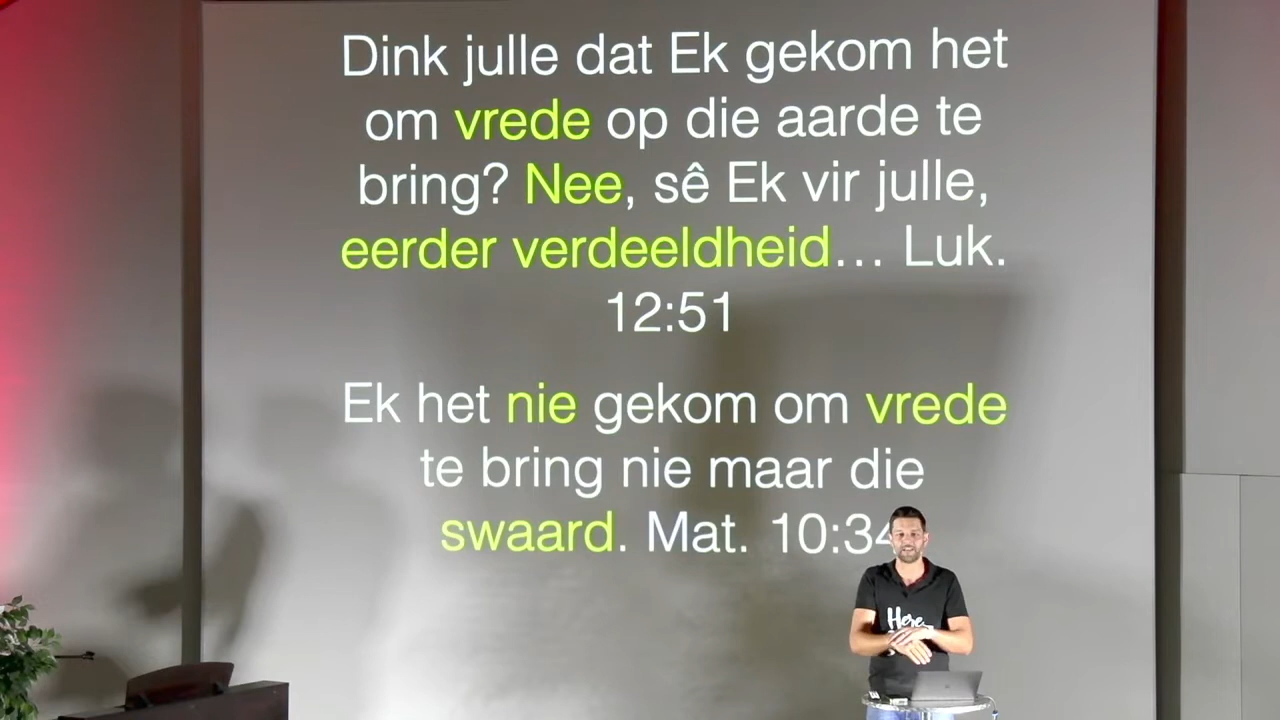 Dink julle dat Ek gekom het
om vrede op die aarde te
bring? Nee, sê Ek vir julle,
eerder verdeeldheid… Luk.
12:51
Ek het nie gekom om vrede
te bring nie maar die
swaard. Mat. 10:34
Here